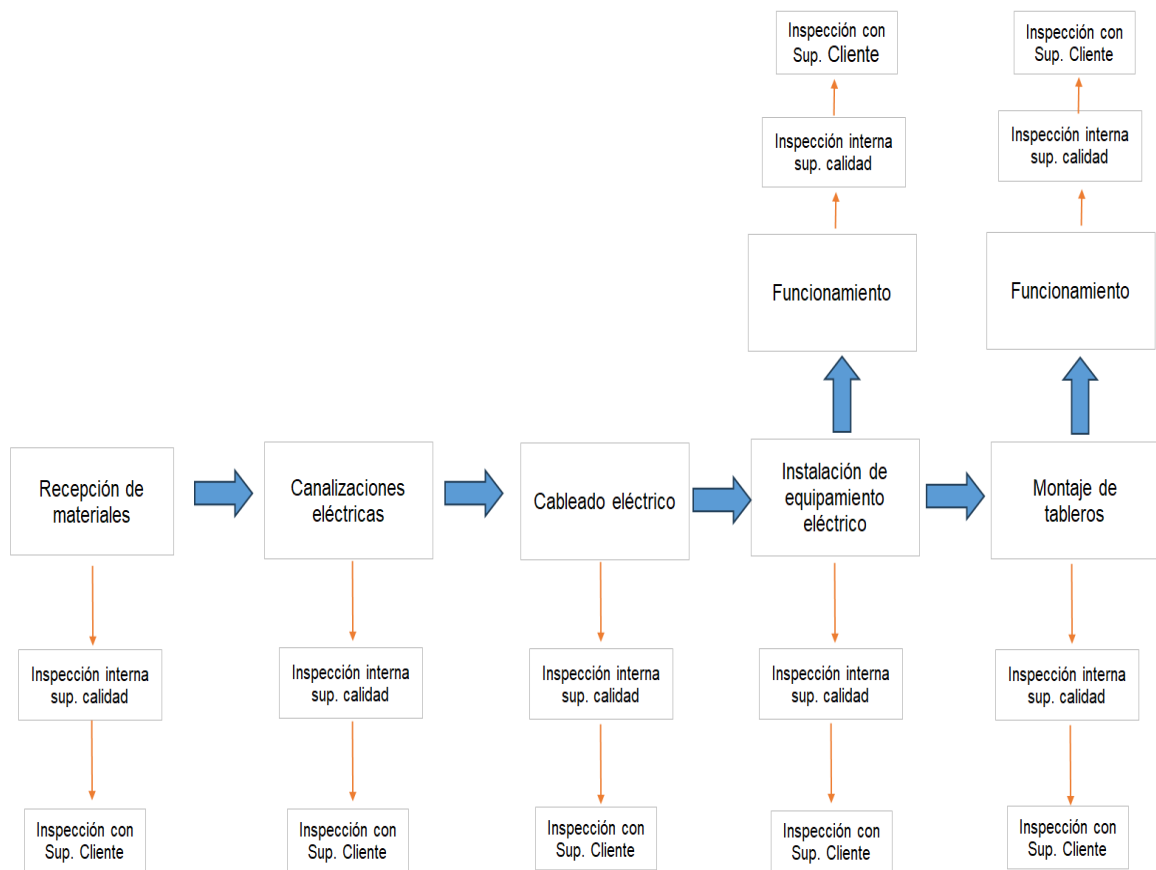 Inspección con
Sup. Cliente
Inspección con
Sup. Cliente
Inspección interna
sup. calidad
Inspección interna
sup. calidad
Funcionamiento
Funcionamiento
Recepción de
materiales
Canalizaciones
eléctricas
Cableado eléctrico
Instalación de
equipamiento
eléctrico
Montaje de
tableros
Inspección interna
sup. calidad
Inspección interna
sup. calidad
Inspección interna
sup. calidad
Inspección interna
sup. calidad
Inspección interna
sup. calidad
Inspección con
Sup. Cliente
Inspección con
Sup. Cliente
Inspección con
Sup. Cliente
Inspección con
Sup. Cliente
Inspección con
Sup. Cliente